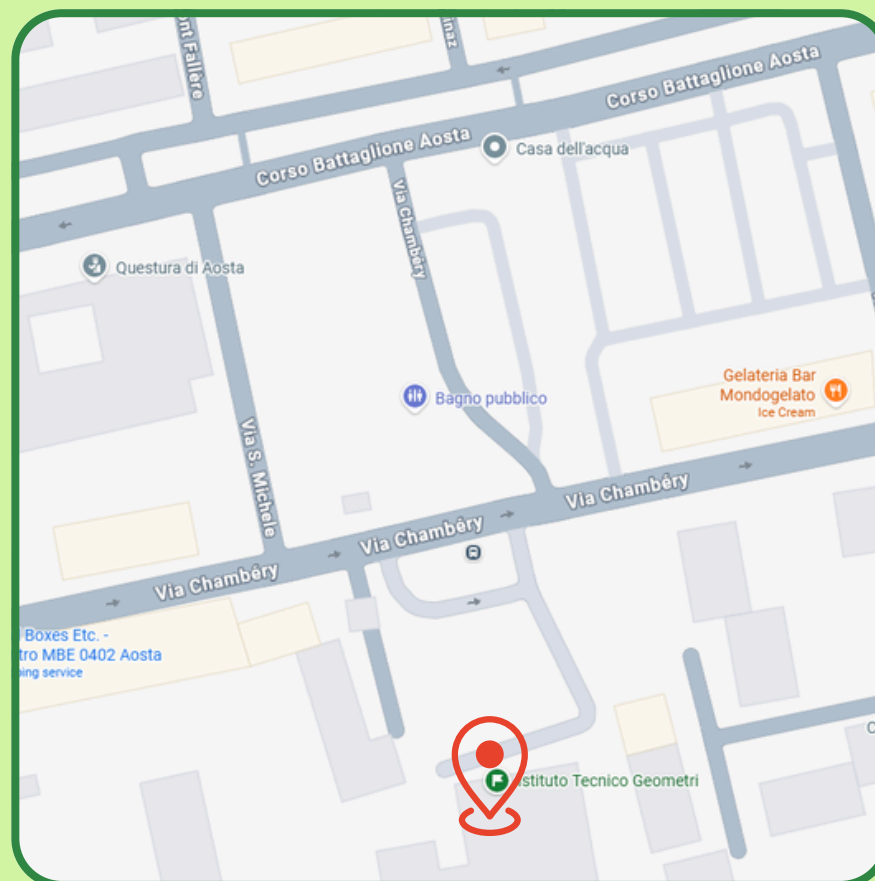 Corso Battaglione Aosta
Corso Battaglione Aosta
Casa dell'acqua
Via Chambéry
Questura di Aosta
Gelateria Bar
Mondogelato
Ice Cream
Bagno pubblico
Via S. Michele
Via Chambéry
Via Chambéry
Via Chambéry
Boxes Etc. -
MBE 0402 Aosta
service
Istituto Tecnico Geometri